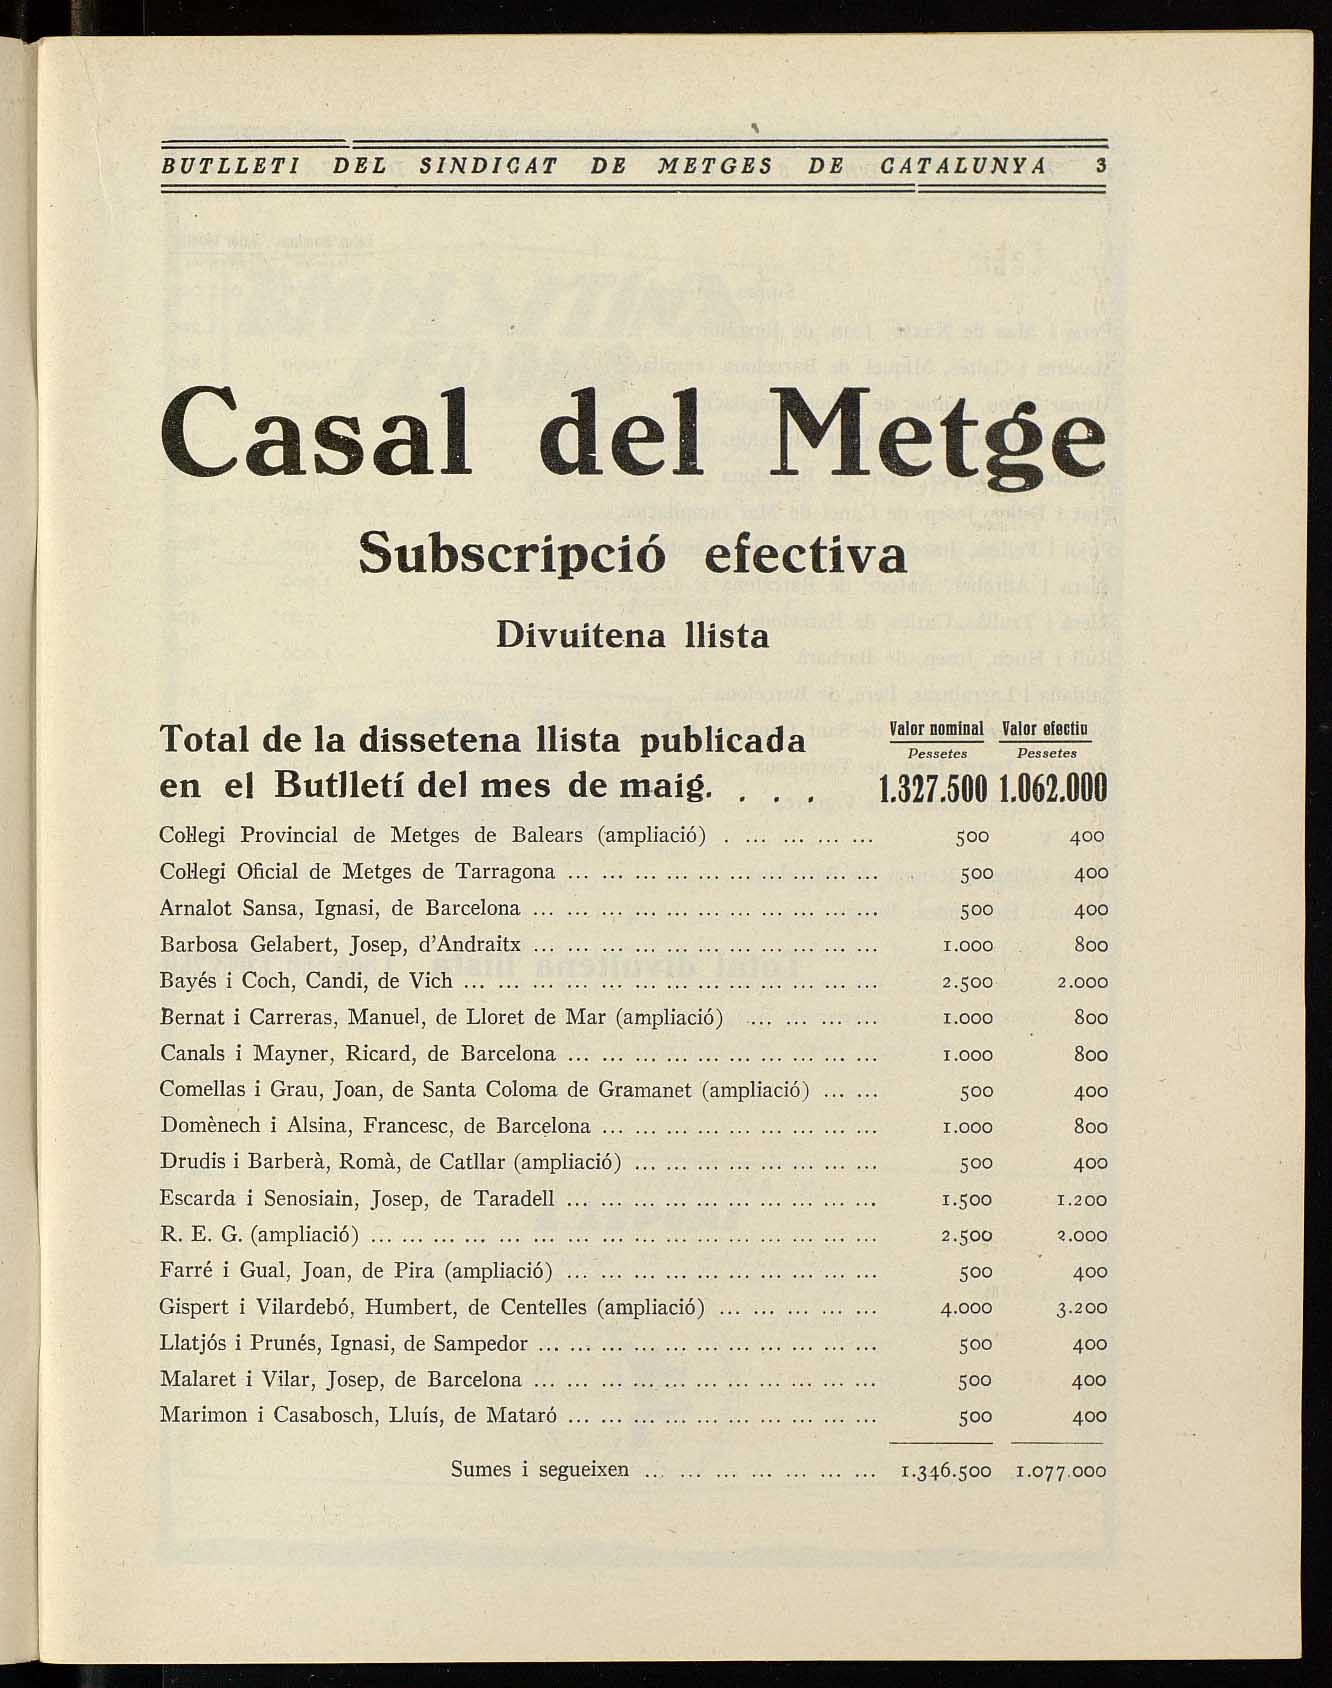 BUTLLETI DEL SINDICAT DE METGES DE CATALUNYA 3
Casal del Metge
Subscripció efectiva
Divuitena llista
Total de la dissetena llista publicada
en el Butlletí del mes de maig. . . .
Valor nominal Valor efectiu
Pessetes Pessetes
1.327.500 1.062.000
Col·legi Provincial de Metges de Balears (ampliació) . ... ... ... ... 500 400
Col·legi Oficial de Metges de Tarragona ... ... ... ... ... ... ... ... ... ... 500 400
Arnalot Sansa, Ignasi, de Barcelona ... ... ... ... ... ... ... ... ... ... ... 500 400
Barbosa Gelabert, Josep, d'Andraitx ... ... ... ... ... ... ... ... ... ... ... 1.000 800
Bayés i Coch, Candi, de Vich ... ... ... ... ... ... ... ... ... ... ... ... ... 2.500 2.000
Bernat i Carreras, Manuel, de Lloret de Mar (ampliació) ... ... ... ... 1.000 800
Canals i Mayner, Ricard, de Barcelona ... ... ... ... ... ... ... ... ... ... 1.000 800
Comellas i Grau, Joan, de Santa Coloma de Gramanet (ampliació) ... ... 500 400
Domènech i Alsina, Francesc, de Barcelona ... ... ... ... ... ... ... ... ... 1.000 800
Drudis i Barberà, Romà, de Catllar (ampliació) ... ... ... ... ... ... ... ... 500 400
Escarda i Senosiain, Josep, de Taradell ... ... ... ... ... ... ... ... ... ... 1.500 1.200
R. E. G. (ampliació) ... ... ... ... ... ... ... ... ... ... ... ... ... ... ... ... 2.500 2.000
Farré i Gual, Joan, de Pira (ampliació) ... ... ... ... ... ... ... ... ... ... 500 400
Gispert i Vilardebó, Humbert, de Centelles (ampliació) ... ... ... ... ... 4.000 3.200
Llatjós i Prunés, Ignasi, de Sampedor ... ... ... ... ... ... ... ... ... ... ... 500 400
Malaret i Vilar, Josep, de Barcelona ... ... ... ... ... ... ... ... ... ... ... 500 400
Marimon i Casabosch, Lluís, de Mataró ... ... ... ... ... ... ... ... ... ... 500 400
Sumes i segueixen ... ... ... ... ... ... ... 1.346.500 1.077.000